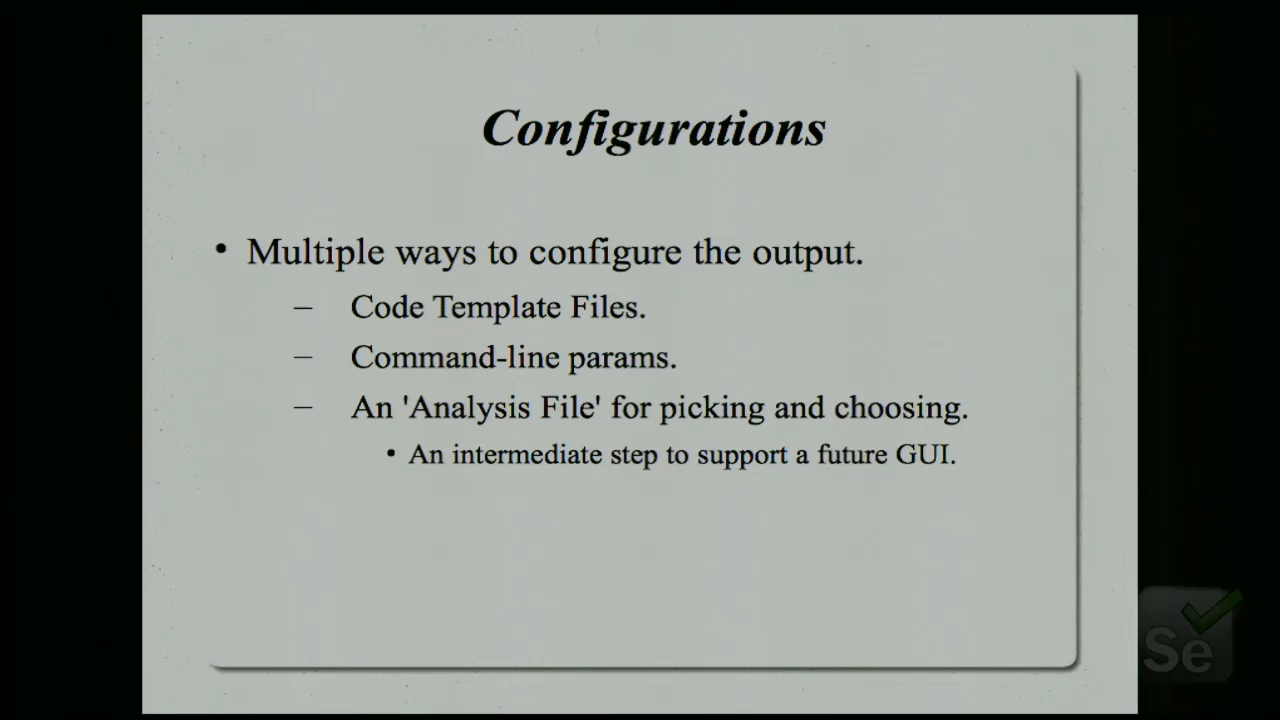 Configurations
• Multiple ways to configure the output.
– Code Template Files.
– Command-line params.
– An 'Analysis File' for picking and choosing.
• An intermediate step to support a future GUI.
Se